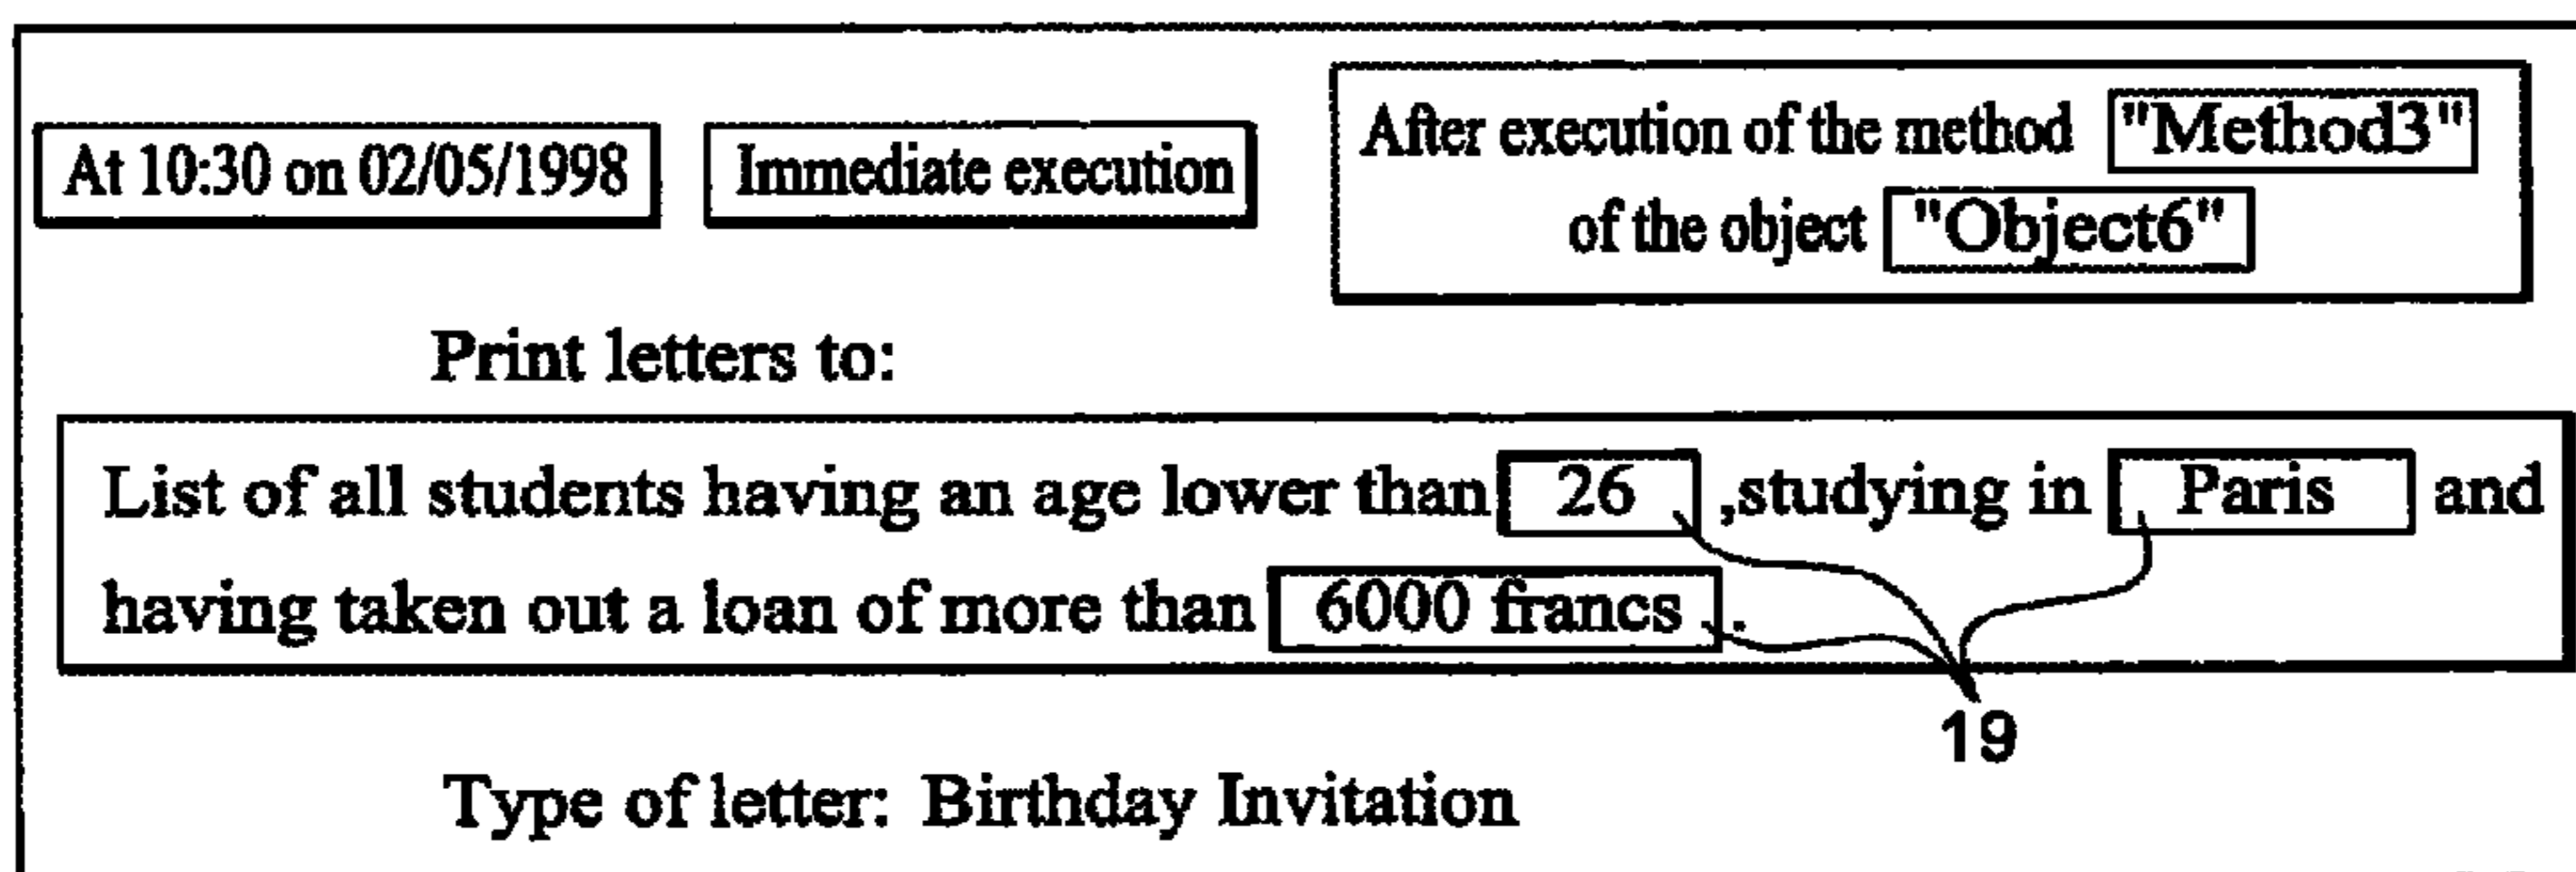 At 10:30 on 02/05/1998
Immediate execution
After execution of the method "Method3"
of the object "Object6"
Print letters to:
List of all students having an age lower than 26 ,studying in Paris and
having taken out a loan of more than 6000 francs .
19
Type of letter: Birthday Invitation